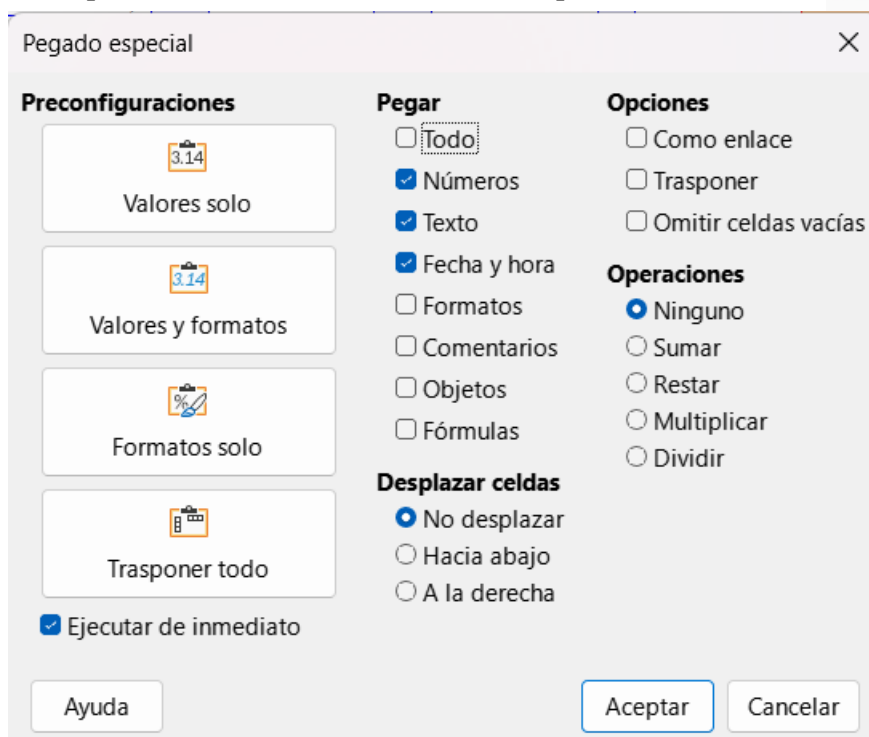 Pegado especial
Preconfiguraciones
3.14
Valores solo
3.14
Valores y formatos
%
Formatos solo
Trasponer todo
Ejecutar de inmediato
Pegar
Todo
Números
Texto
Fecha y hora
Formatos
Comentarios
Objetos
Fórmulas
Desplazar celdas
No desplazar
Hacia abajo
A la derecha
Opciones
Como enlace
Trasponer
Omitir celdas vacías
Operaciones
Ninguno
Sumar
Restar
Multiplicar
Dividir
Ayuda
Aceptar
Cancelar